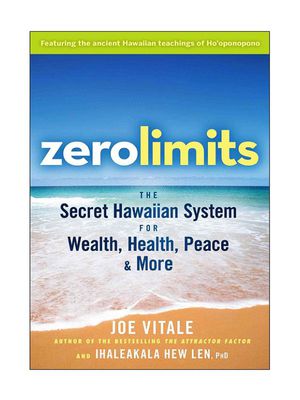 Featuring the ancient Hawaiian teachings of Ho'oponopono
zerolimits
THE
Secret Hawaiian System
FOR
Wealth, Health, Peace
& More
JOE VITALE
AUTHOR OF THE BESTSELLING THE ATTRACTOR FACTOR
AND IHALEAKALA HEW LEN, PhD